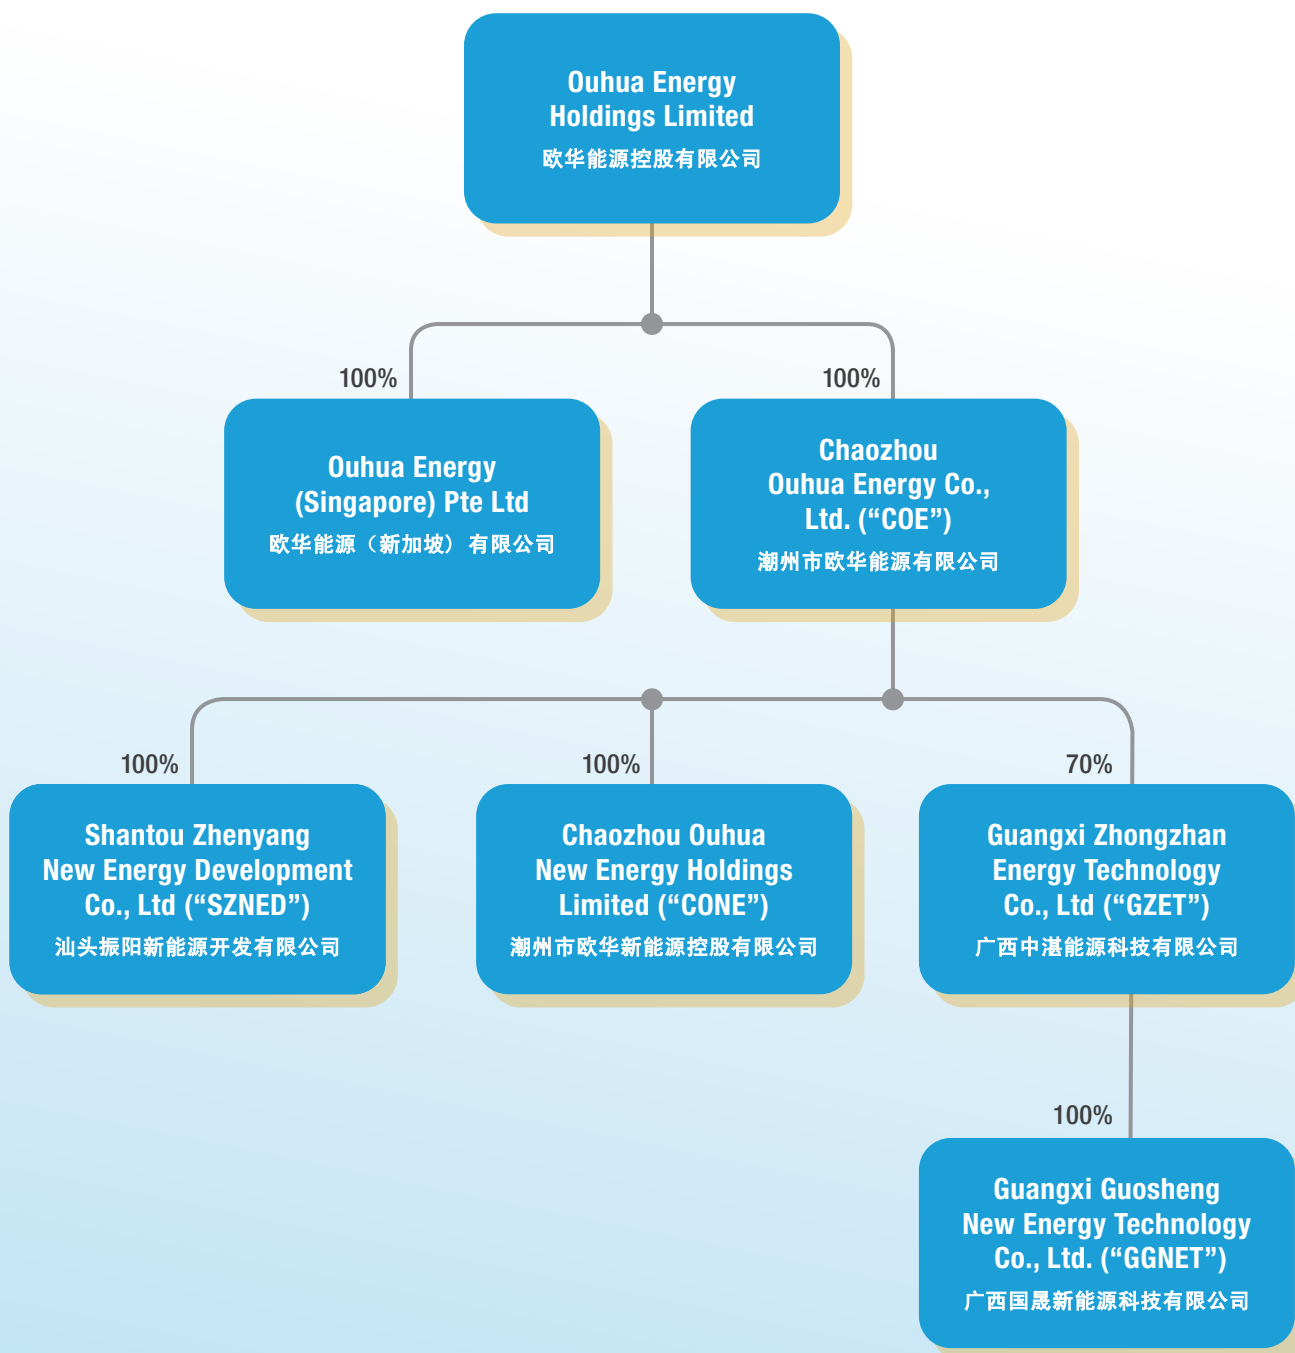 Ouhua Energy
Holdings Limited
欧华能源控股有限公司
100%
100%
Ouhua Energy
(Singapore) Pte Ltd
欧华能源（新加坡）有限公司
Chaozhou
Ouhua Energy Co.,
Ltd. (“COE”)
潮州市欧华能源有限公司
100%
100%
70%
Shantou Zhenyang
New Energy Development
Co., Ltd (“SZNED”)
汕头振阳新能源开发有限公司
Chaozhou Ouhua
New Energy Holdings
Limited (“CONE”)
潮州市欧华新能源控股有限公司
Guangxi Zhongzhan
Energy Technology
Co., Ltd (“GZET”)
广西中湛能源科技有限公司
100%
Guangxi Guosheng
New Energy Technology
Co., Ltd. (“GGNET”)
广西国晟新能源科技有限公司